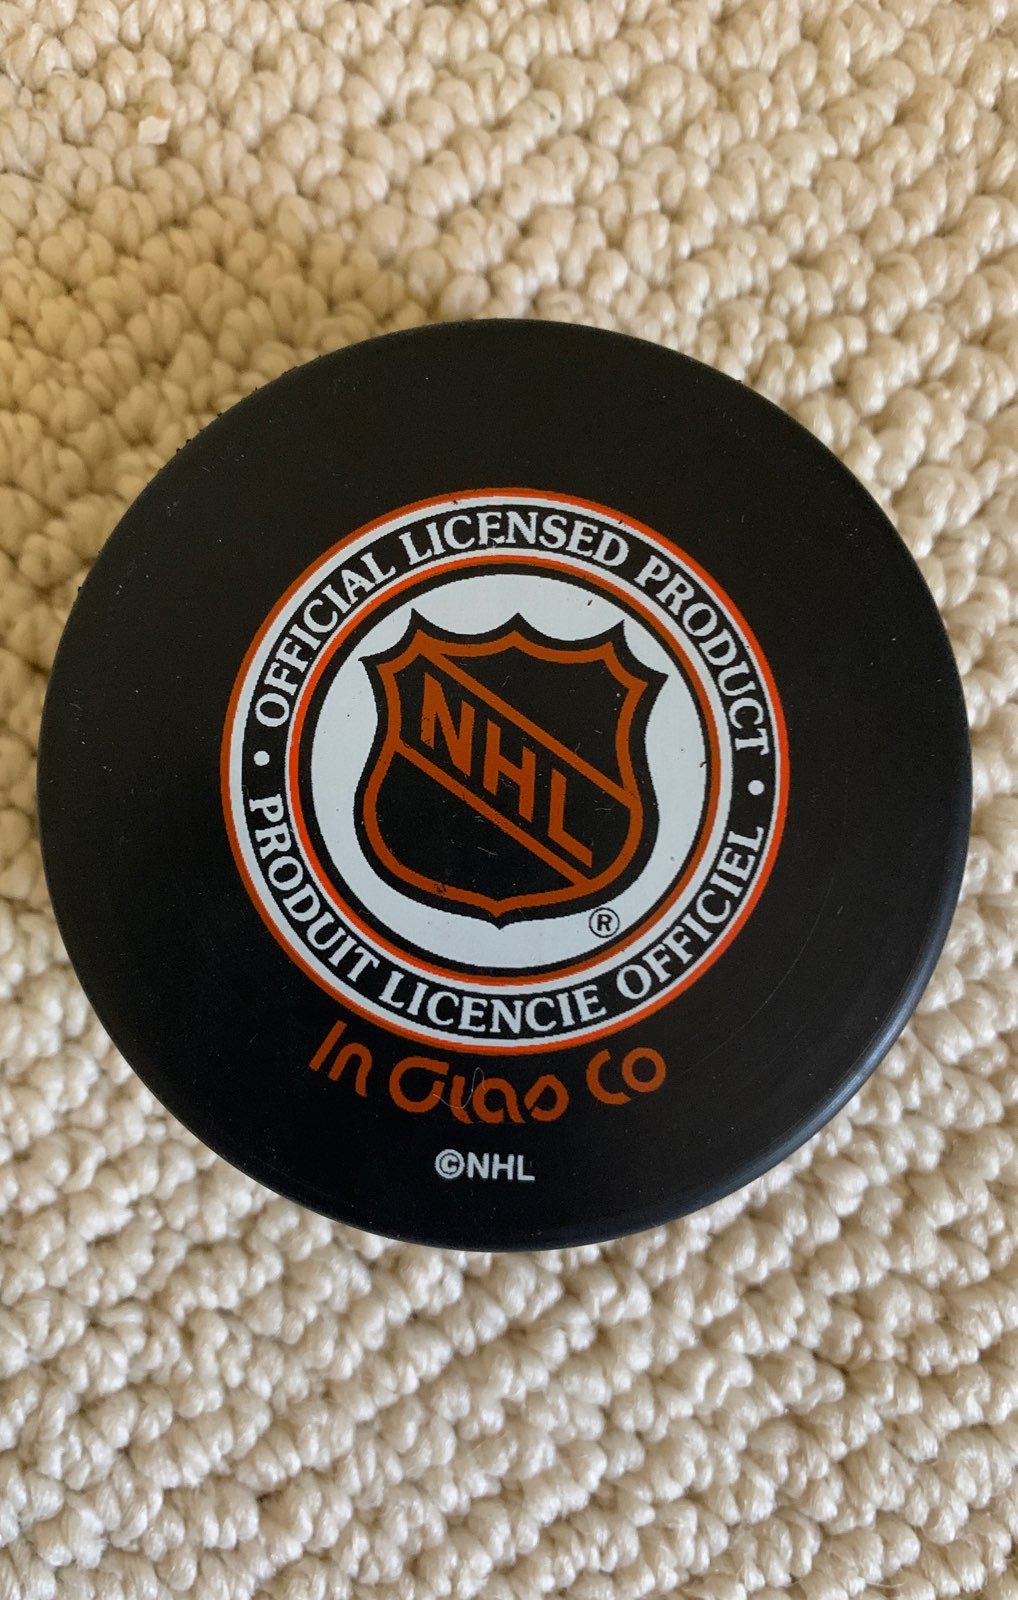 • OFFICIAL LICENSED PRODUCT •
NHL
®
PRODUIT LICENCIE OFFICIEL
In Glas Co
©NHL